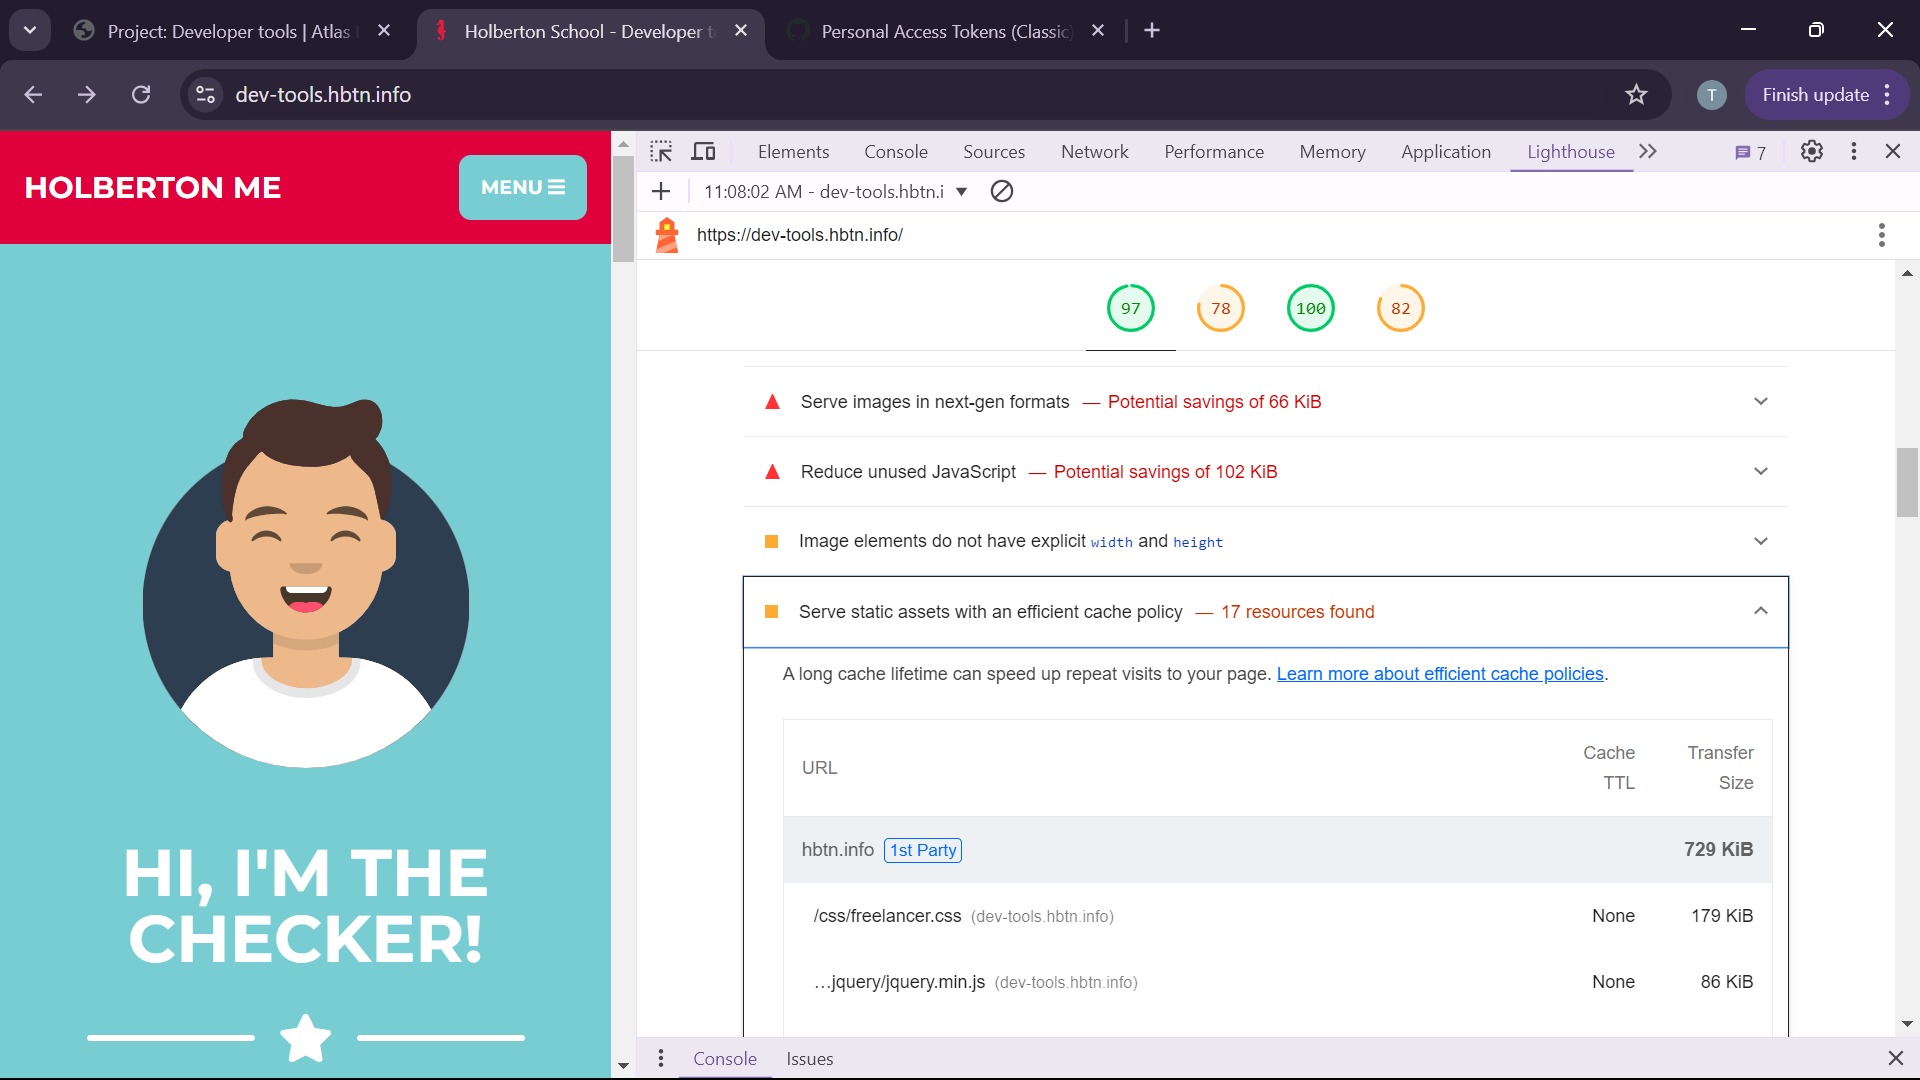 Project: Developer tools | Atlas
Holberton School - Developer t
Personal Access Tokens (Classic)
dev-tools.hbtn.info
T
Finish update
HOLBERTON ME
MENU
HI, I'M THE
CHECKER!
Elements
Console
Sources
Network
Performance
Memory
Application
Lighthouse
7
11:08:02 AM - dev-tools.hbtn.i
https://dev-tools.hbtn.info/
97
78
100
82
Serve images in next-gen formats — Potential savings of 66 KiB
Reduce unused JavaScript — Potential savings of 102 KiB
Image elements do not have explicit width and height
Serve static assets with an efficient cache policy — 17 resources found
A long cache lifetime can speed up repeat visits to your page. Learn more about efficient cache policies.
URL
Cache
TTL
Transfer
Size
hbtn.info 1st Party 729 KiB
/css/freelancer.css (dev-tools.hbtn.info) None 179 KiB
…jquery/jquery.min.js (dev-tools.hbtn.info) None 86 KiB
Console
Issues